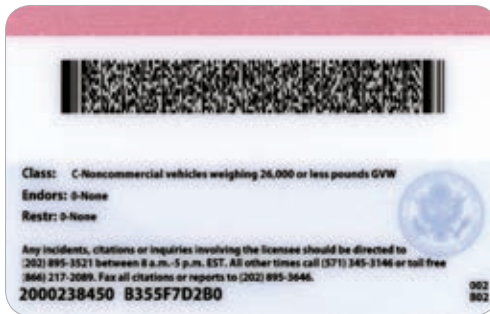 Class: C-Noncommercial vehicles weighing 26,000 or less pounds GVW
Endors: 0-None
Restr: 0-None
Any incidents, citations or inquiries involving the licensee should be directed to
(202) 895-3521 between 8 a.m.-5 p.m. EST. All other times call (571) 345-3146 or toll free
(866) 217-2089. Fax all citations or reports to (202) 895-3646.
2000238450 B355F7D2B0
002
B02